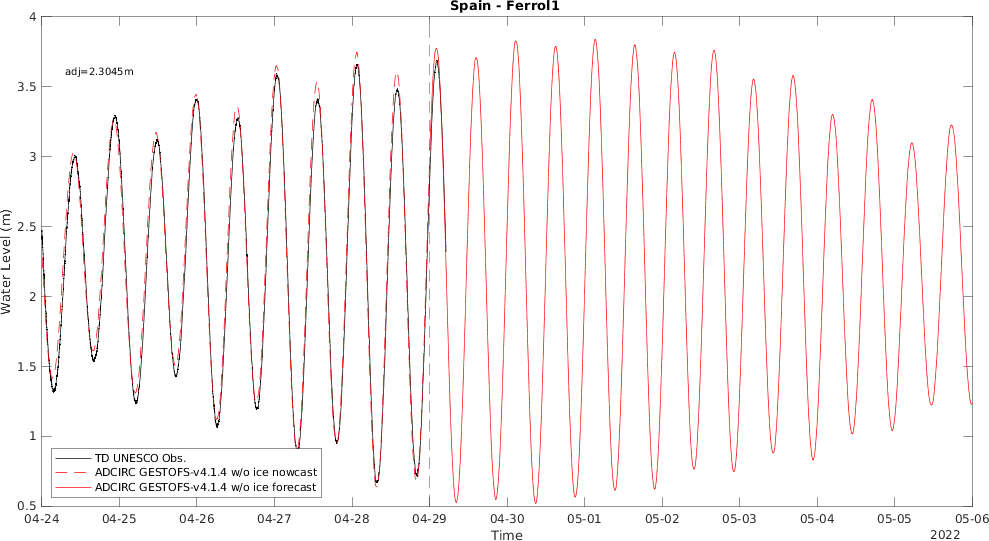 Spain - Ferrol1
adj=2.3045m
4
3.5
3
2.5
2
1.5
1
0.5
Water Level (m)
TD UNESCO Obs.
ADCIRC GESTOFS-v4.1.4 w/o ice nowcast
ADCIRC GESTOFS-v4.1.4 w/o ice forecast
04-24 04-25 04-26 04-27 04-28 04-29 04-30 05-01 05-02 05-03 05-04 05-05 05-06
Time
2022